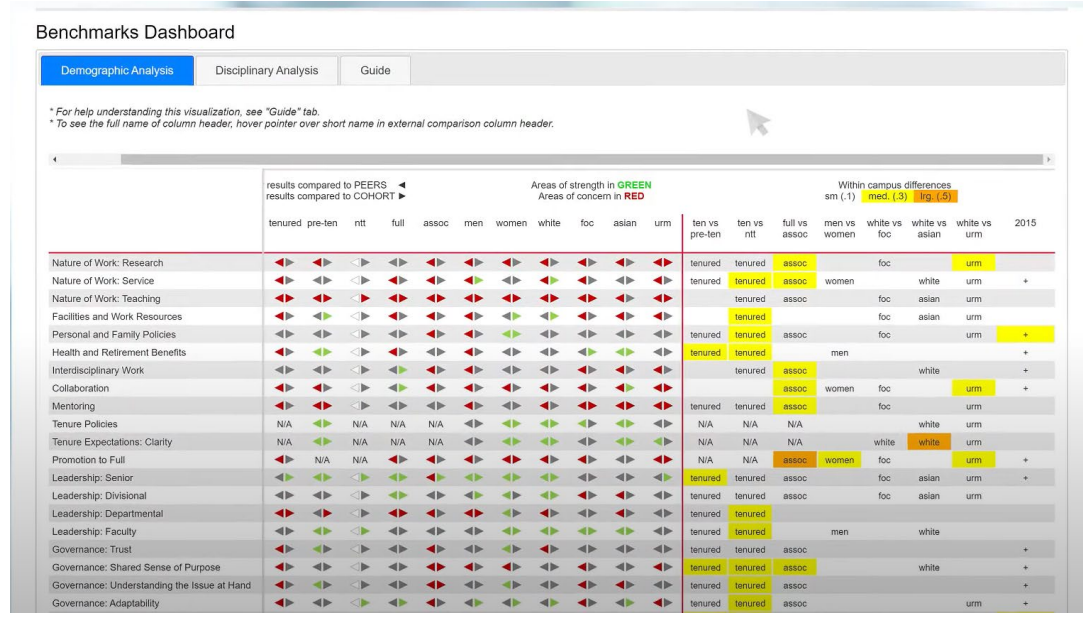 Benchmarks Dashboard
Demographic Analysis Disciplinary Analysis Guide
* For help understanding this visualization, see "Guide" tab.
* To see the full name of column header, hover pointer over short name in external comparison column header.
results compared to PEERS ◄ Areas of strength in GREEN Within campus differences
results compared to COHORT ► Areas of concern in RED sm (.1) med. (.3) lrg. (.5)
tenured pre-ten ntt full assoc men women white foc asian urm ten vs pre-ten ten vs ntt full vs assoc men vs women white vs foc white vs asian white vs urm 2015
Nature of Work: Research tenured tenured assoc foc urm
Nature of Work: Service tenured tenured assoc women white urm +
Nature of Work: Teaching tenured assoc foc asian urm
Facilities and Work Resources tenured foc asian urm
Personal and Family Policies tenured tenured assoc foc urm +
Health and Retirement Benefits tenured tenured men +
Interdisciplinary Work tenured assoc white +
Collaboration assoc women foc urm +
Mentoring tenured tenured assoc foc urm
Tenure Policies N/A N/A N/A N/A N/A N/A N/A white urm
Tenure Expectations: Clarity N/A N/A N/A N/A N/A N/A N/A white white urm
Promotion to Full N/A N/A N/A N/A assoc women foc urm +
Leadership: Senior tenured tenured assoc foc asian urm +
Leadership: Divisional tenured tenured assoc foc asian urm
Leadership: Departmental tenured tenured
Leadership: Faculty tenured tenured men white
Governance: Trust tenured tenured assoc +
Governance: Shared Sense of Purpose tenured tenured assoc white +
Governance: Understanding the Issue at Hand tenured tenured assoc +
Governance: Adaptability tenured tenured assoc urm +